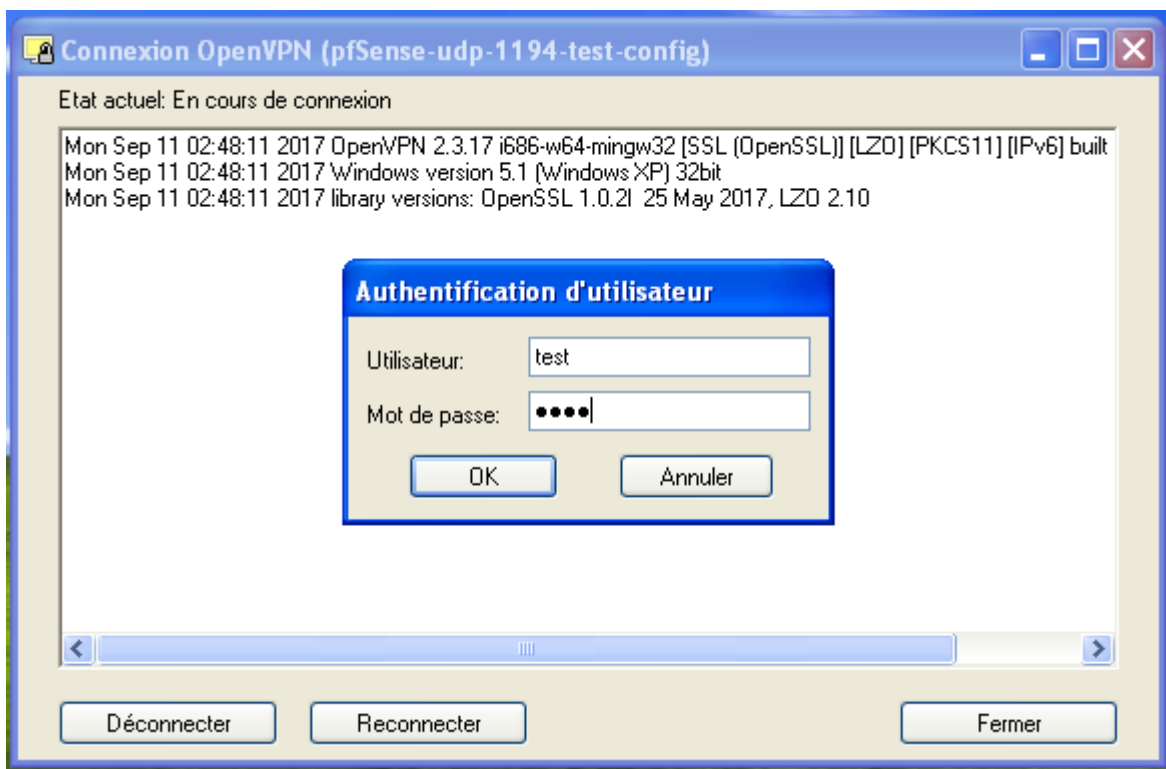 Connexion OpenVPN (pfSense-udp-1194-test-config)
Etat actuel: En cours de connexion
Mon Sep 11 02:48:11 2017 OpenVPN 2.3.17 i686-w64-mingw32 [SSL (OpenSSL)] [LZO] [PKCS11] [IPv6] built
Mon Sep 11 02:48:11 2017 Windows version 5.1 (Windows XP) 32bit
Mon Sep 11 02:48:11 2017 library versions: OpenSSL 1.0.2l  25 May 2017, LZO 2.10
Authentification d'utilisateur
Utilisateur: test
Mot de passe: ••••
OK Annuler
Déconnecter Reconnecter Fermer